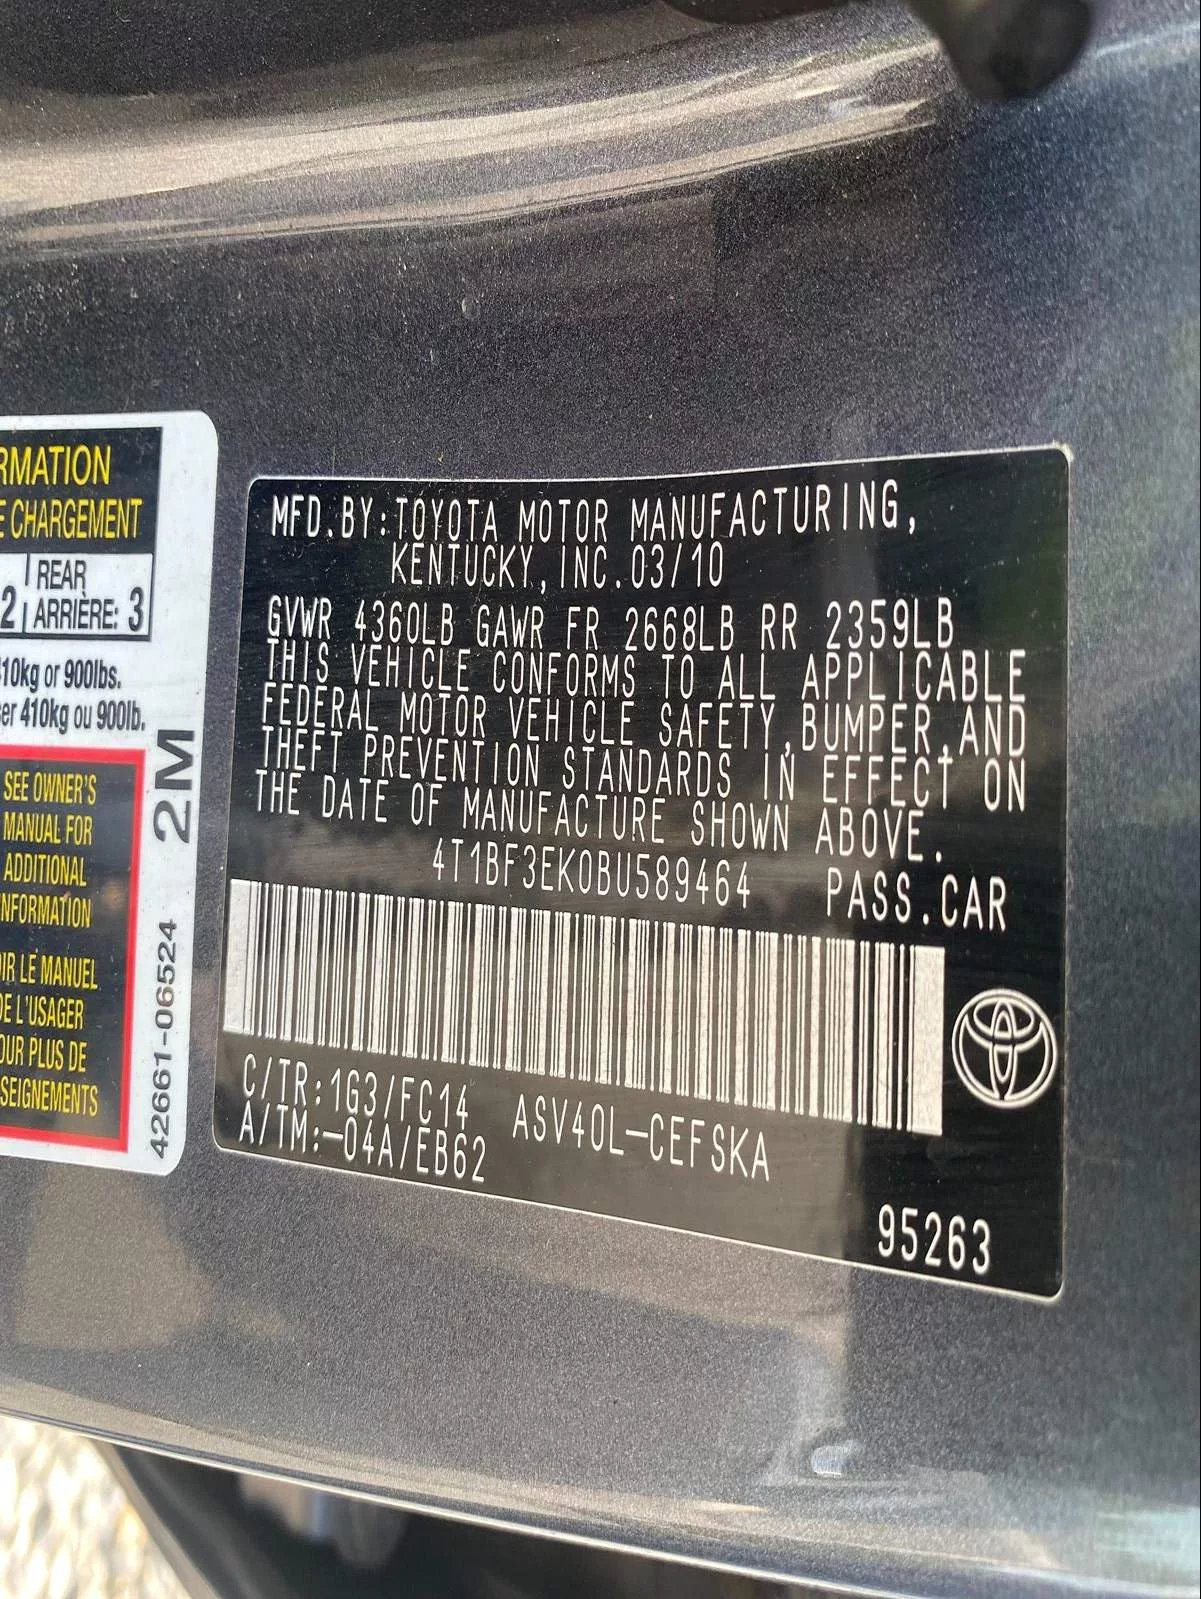 RMATION
E CHARGEMENT
2 REAR
ARRIÈRE: 3
10kg or 900lbs.
er 410kg ou 900lb.
SEE OWNER'S
MANUAL FOR
ADDITIONAL
NFORMATION
IR LE MANUEL
DE L'USAGER
OUR PLUS DE
SEIGNEMENTS
42661-06524 2M
MFD.BY:TOYOTA MOTOR MANUFACTURING,
KENTUCKY,INC.03/10
GVWR 4360LB GAWR FR 2668LB RR 2359LB
THIS VEHICLE CONFORMS TO ALL APPLICABLE
FEDERAL MOTOR VEHICLE SAFETY,BUMPER,AND
THEFT PREVENTION STANDARDS IN EFFECT ON
THE DATE OF MANUFACTURE SHOWN ABOVE.
4T1BF3EK0BU589464 PASS.CAR
C/TR:1G3/FC14 ASV40L-CEFSKA
A/TM:-04A/EB62
95263